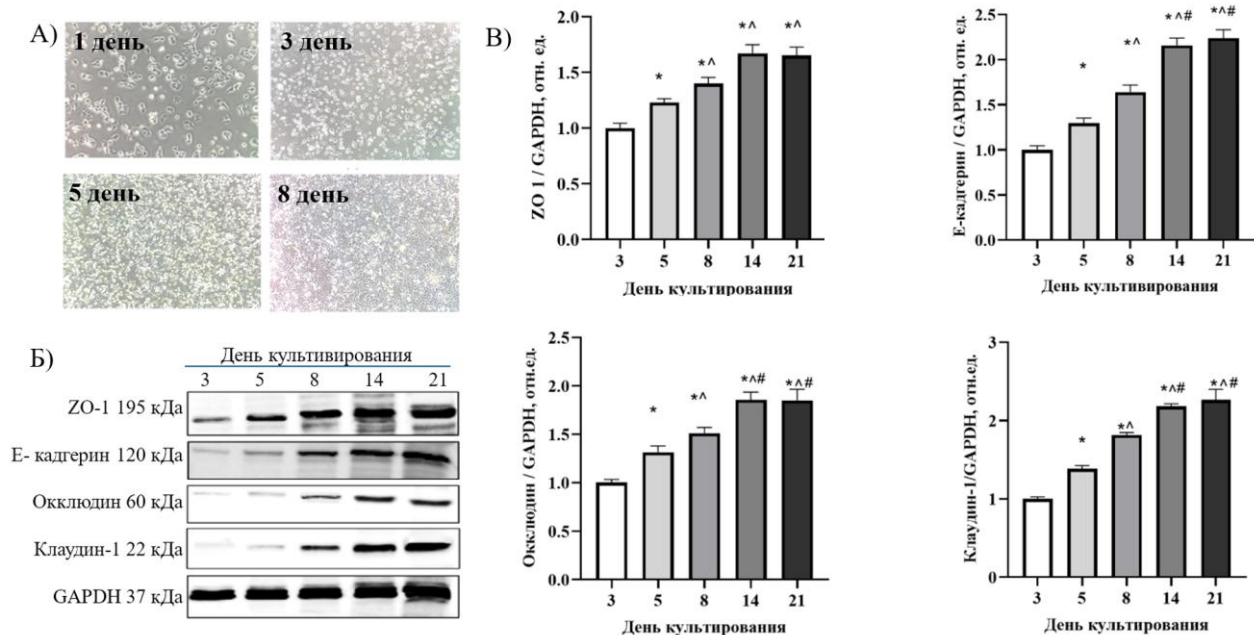 А)
1 день
3 день
5 день
8 день
Б)
День культивирования
3 5 8 14 21
ZO-1 195 кДа
Е- кадгерин 120 кДа
Окклюдин 60 кДа
Клаудин-1 22 кДа
GAPDH 37 кДа
В)
ZO 1 / GAPDH, отн. ед.
2.0
1.5
1.0
0.5
0.0
* *^ *^ *^
3 5 8 14 21
День культирования
Е-кадгерин / GAPDH, отн. ед.
2.5
2.0
1.5
1.0
0.5
0.0
* *^ *^# *^#
3 5 8 14 21
День культивирования
Окклюдин / GAPDH, отн.ед.
2.5
2.0
1.5
1.0
0.5
0.0
* *^ *^# *^#
3 5 8 14 21
День культивирования
Клаудин-1/GAPDH, отн.ед.
3
2
1
0
* *^ *^# *^#
3 5 8 14 21
День культивирования